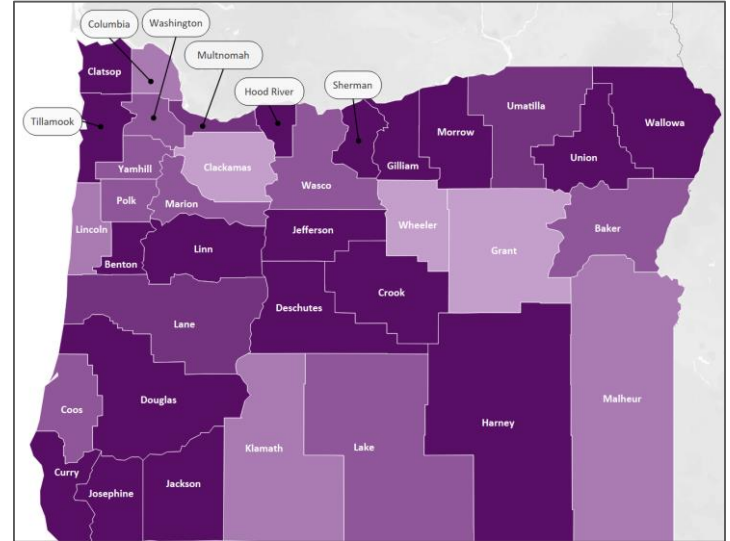 Columbia
Washington
Multnomah
Clatsop
Hood River
Sherman
Tillamook
Umatilla
Morrow
Wallowa
Gilliam
Union
Yamhill
Clackamas
Wasco
Polk
Marion
Lincoln
Jefferson
Wheeler
Grant
Baker
Benton
Linn
Crook
Deschutes
Lane
Coos
Douglas
Malheur
Harney
Klamath
Lake
Curry
Josephine
Jackson